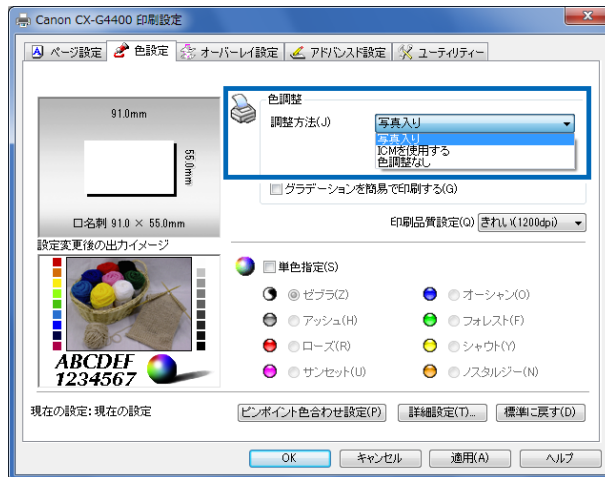 Canon CX-G4400 印刷設定
ページ設定 色設定 オーバーレイ設定 アドバンスド設定 ユーティリティー
91.0mm
55.0mm
口名刺 91.0 × 55.0mm
色調整
調整方法(J) 写真入り
写真入り
ICMを使用する
色調整なし
グラデーションを簡易で印刷する(G)
印刷品質設定(Q) きれい(1200dpi)
設定変更後の出力イメージ
ABCDEF
1234567
単色指定(S)
ゼブラ(Z) オーシャン(O)
アッシュ(H) フォレスト(F)
ローズ(R) シャウト(Y)
サンセット(U) ノスタルジー(N)
現在の設定:現在の設定
ピンポイント色合わせ設定(P) 詳細設定(T)... 標準に戻す(D)
OK キャンセル 適用(A) ヘルプ